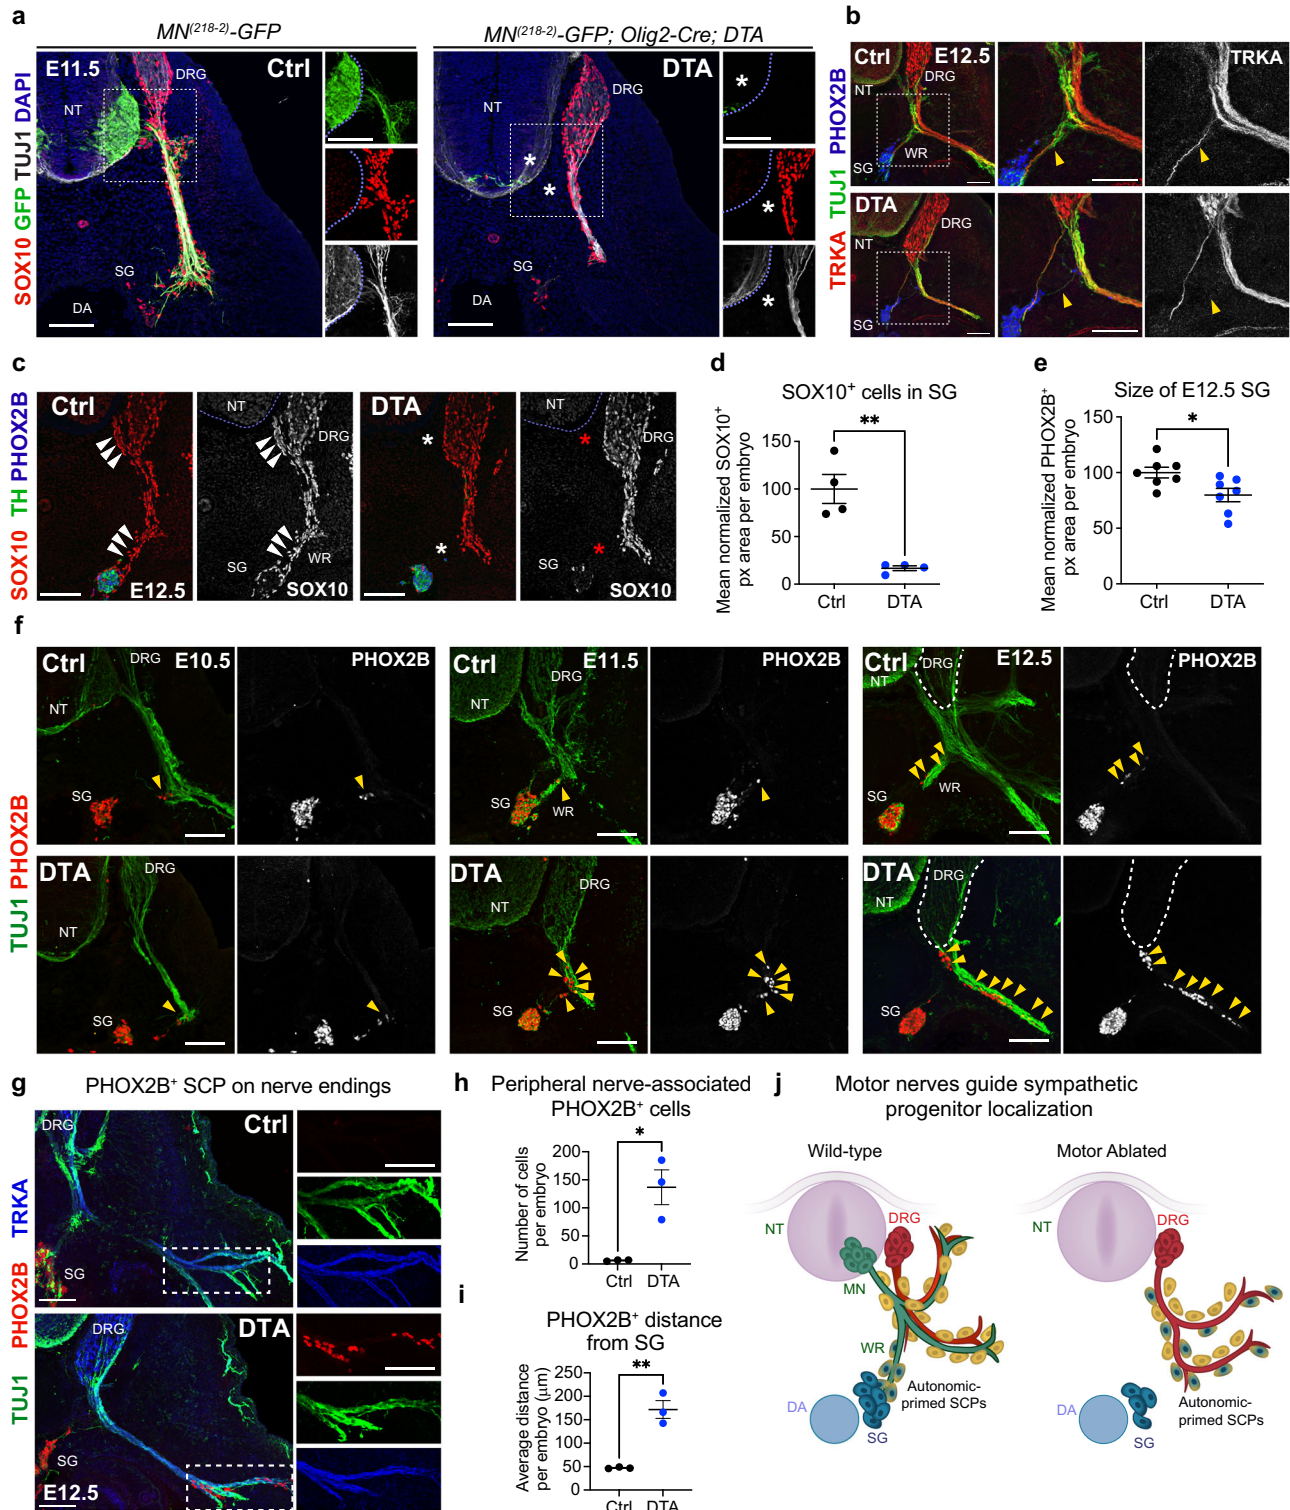 a
MN(218-2)-GFP
MN(218-2)-GFP; Olig2-Cre; DTA
SOX10 GFP TUJ1 DAPI
E11.5
Ctrl
DRG
NT
SG
DA
DTA
DRG
NT
*
*
SG
DA
*
*
*
b
TRKA TUJ1 PHOX2B
Ctrl
E12.5
TRKA
DRG
NT
WR
SG
DTA
NT
DRG
SG
c
SOX10 TH PHOX2B
Ctrl
E12.5
NT
DRG
SG
WR
SOX10
DTA
*
*
NT
*
DRG
SG
*
SOX10
d
SOX10+ cells in SG
Mean normalized SOX10+
px area per embryo
**
150
100
50
0
Ctrl
DTA
e
Size of E12.5 SG
Mean normalized PHOX2B+
px area per embryo
*
150
100
50
0
Ctrl
DTA
f
TUJ1 PHOX2B
Ctrl
DRG
E10.5
NT
SG
PHOX2B
Ctrl
E11.5
DRG
NT
SG
WR
PHOX2B
Ctrl
DRG
E12.5
NT
SG
WR
PHOX2B
DTA
DRG
NT
SG
DTA
DRG
NT
SG
DTA
DRG
NT
SG
g
PHOX2B+ SCP on nerve endings
TUJ1 PHOX2B TRKA
DRG
Ctrl
SG
DRG
DTA
SG
E12.5
h
Peripheral nerve-associated
PHOX2B+ cells
Number of cells
per embryo
*
200
150
100
50
0
Ctrl
DTA
i
PHOX2B+ distance
from SG
Average distance
per embryo (μm)
**
250
200
150
100
50
0
Ctrl
DTA
j
Motor nerves guide sympathetic
progenitor localization
Wild-type
NT
DRG
MN
WR
DA
SG
Autonomic-
primed SCPs
Motor Ablated
NT
DRG
DA
SG
Autonomic-
primed SCPs